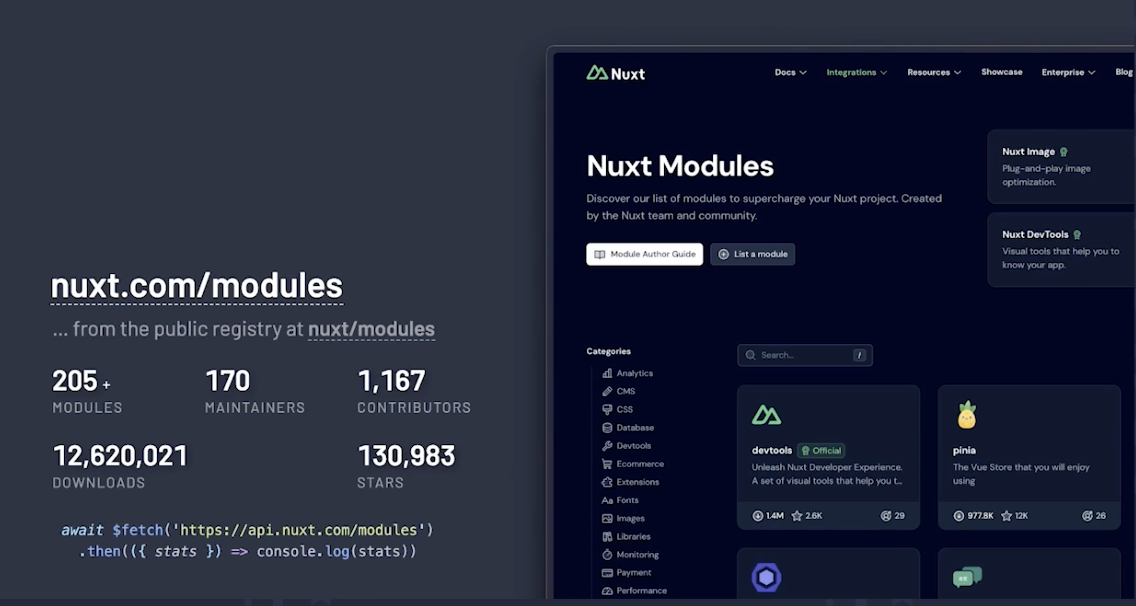 nuxt.com/modules
... from the public registry at nuxt/modules
205 +
MODULES
170
MAINTAINERS
1,167
CONTRIBUTORS
12,620,021
DOWNLOADS
130,983
STARS
await $fetch('https://api.nuxt.com/modules')
.then(({ stats }) => console.log(stats))
Nuxt
Docs
Integrations
Resources
Showcase
Enterprise
Blog
Nuxt Modules
Discover our list of modules to supercharge your Nuxt project. Created
by the Nuxt team and community.
Module Author Guide
List a module
Nuxt Image
Plug-and-play image
optimization.
Nuxt DevTools
Visual tools that help you to
know your app.
Categories
Analytics
CMS
CSS
Database
Devtools
Ecommerce
Extensions
Fonts
Images
Libraries
Monitoring
Payment
Performance
Search...
/
devtools Official
Unleash Nuxt Developer Experience.
A set of visual tools that help you t...
1.4M 2.6K 29
pinia
The Vue Store that you will enjoy
using
977.8K 12K 26